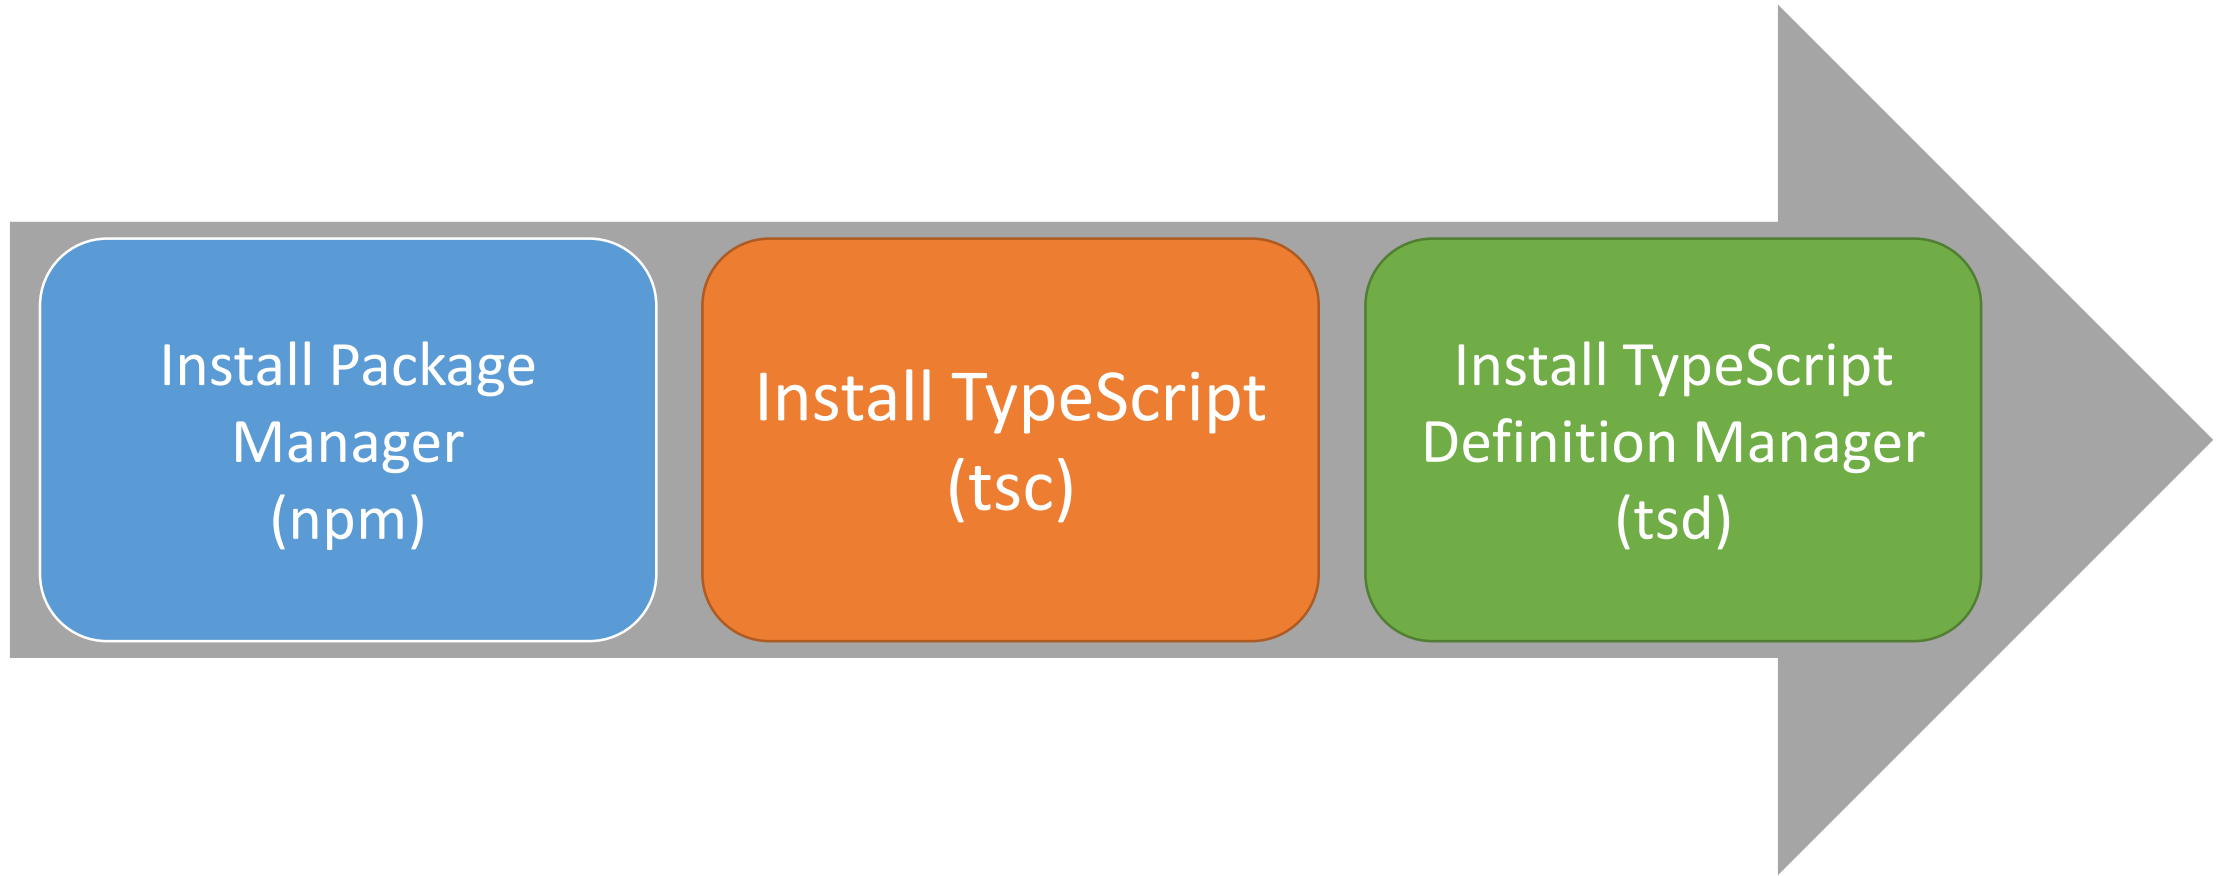 Install Package
Manager
(npm)
Install TypeScript
(tsc)
Install TypeScript
Definition Manager
(tsd)